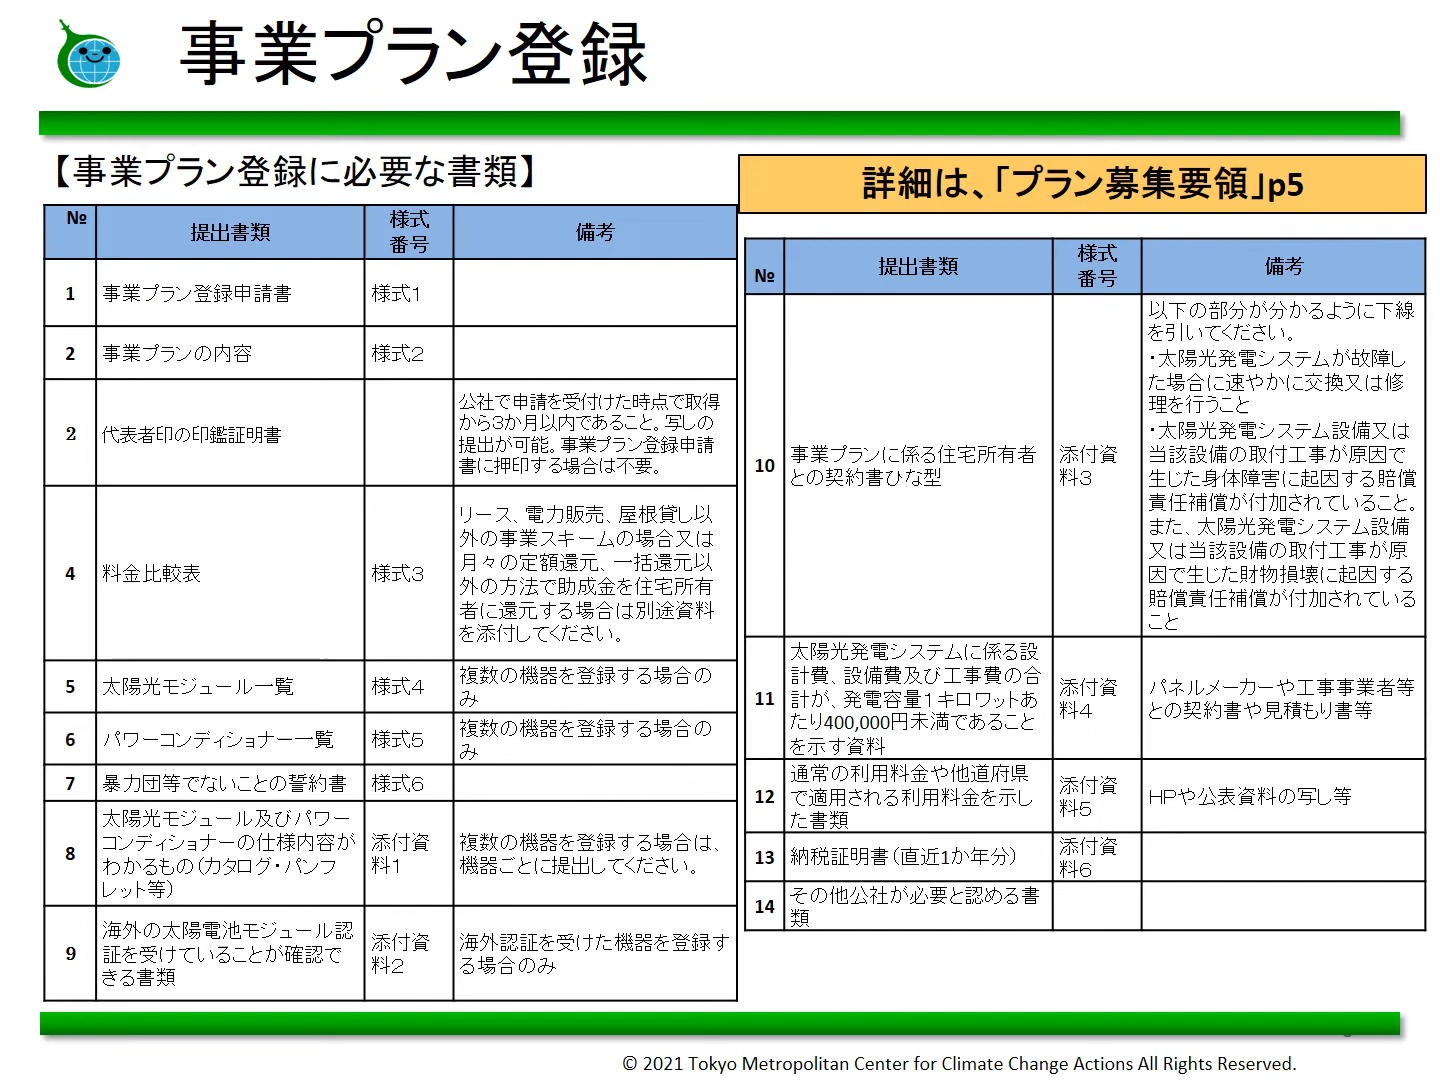 事業プラン登録
【事業プラン登録に必要な書類】
詳細は、「プラン募集要領」p5
№
提出書類
様式
番号
備考
1
事業プラン登録申請書
様式1
2
事業プランの内容
様式2
2
代表者印の印鑑証明書
公社で申請を受付けた時点で取得
から3か月以内であること。写しの
提出が可能。事業プラン登録申請
書に押印する場合は不要。
4
料金比較表
様式3
リース、電力販売、屋根貸し以
外の事業スキームの場合又は
月々の定額還元、一括還元以
外の方法で助成金を住宅所有
者に還元する場合は別途資料
を添付してください。
5
太陽光モジュール一覧
様式4
複数の機器を登録する場合の
み
6
パワーコンディショナー一覧
様式5
複数の機器を登録する場合の
み
7
暴力団等でないことの誓約書
様式6
8
太陽光モジュール及びパワー
コンディショナーの仕様内容が
わかるもの（カタログ・パンフ
レット等）
添付資
料1
複数の機器を登録する場合は、
機器ごとに提出してください。
9
海外の太陽電池モジュール認
証を受けていることが確認で
きる書類
添付資
料2
海外認証を受けた機器を登録す
る場合のみ
№
提出書類
様式
番号
備考
10
事業プランに係る住宅所有者
との契約書ひな型
添付資
料3
以下の部分が分かるように下線
を引いてください。
・太陽光発電システムが故障し
た場合に速やかに交換又は修
理を行うこと
・太陽光発電システム設備又は
当該設備の取付工事が原因で
生じた身体障害に起因する賠償
責任補償が付加されていること。
また、太陽光発電システム設備
又は当該設備の取付工事が原
因で生じた財物損壊に起因する
賠償責任補償が付加されている
こと
11
太陽光発電システムに係る設
計費、設備費及び工事費の合
計が、発電容量1キロワットあ
たり400,000円未満であること
を示す資料
添付資
料4
パネルメーカーや工事事業者等
との契約書や見積もり書等
12
通常の利用料金や他道府県
で適用される利用料金を示し
た書類
添付資
料5
HPや公表資料の写し等
13
納税証明書（直近1か年分）
添付資
料6
14
その他公社が必要と認める書
類
© 2021 Tokyo Metropolitan Center for Climate Change Actions All Rights Reserved.